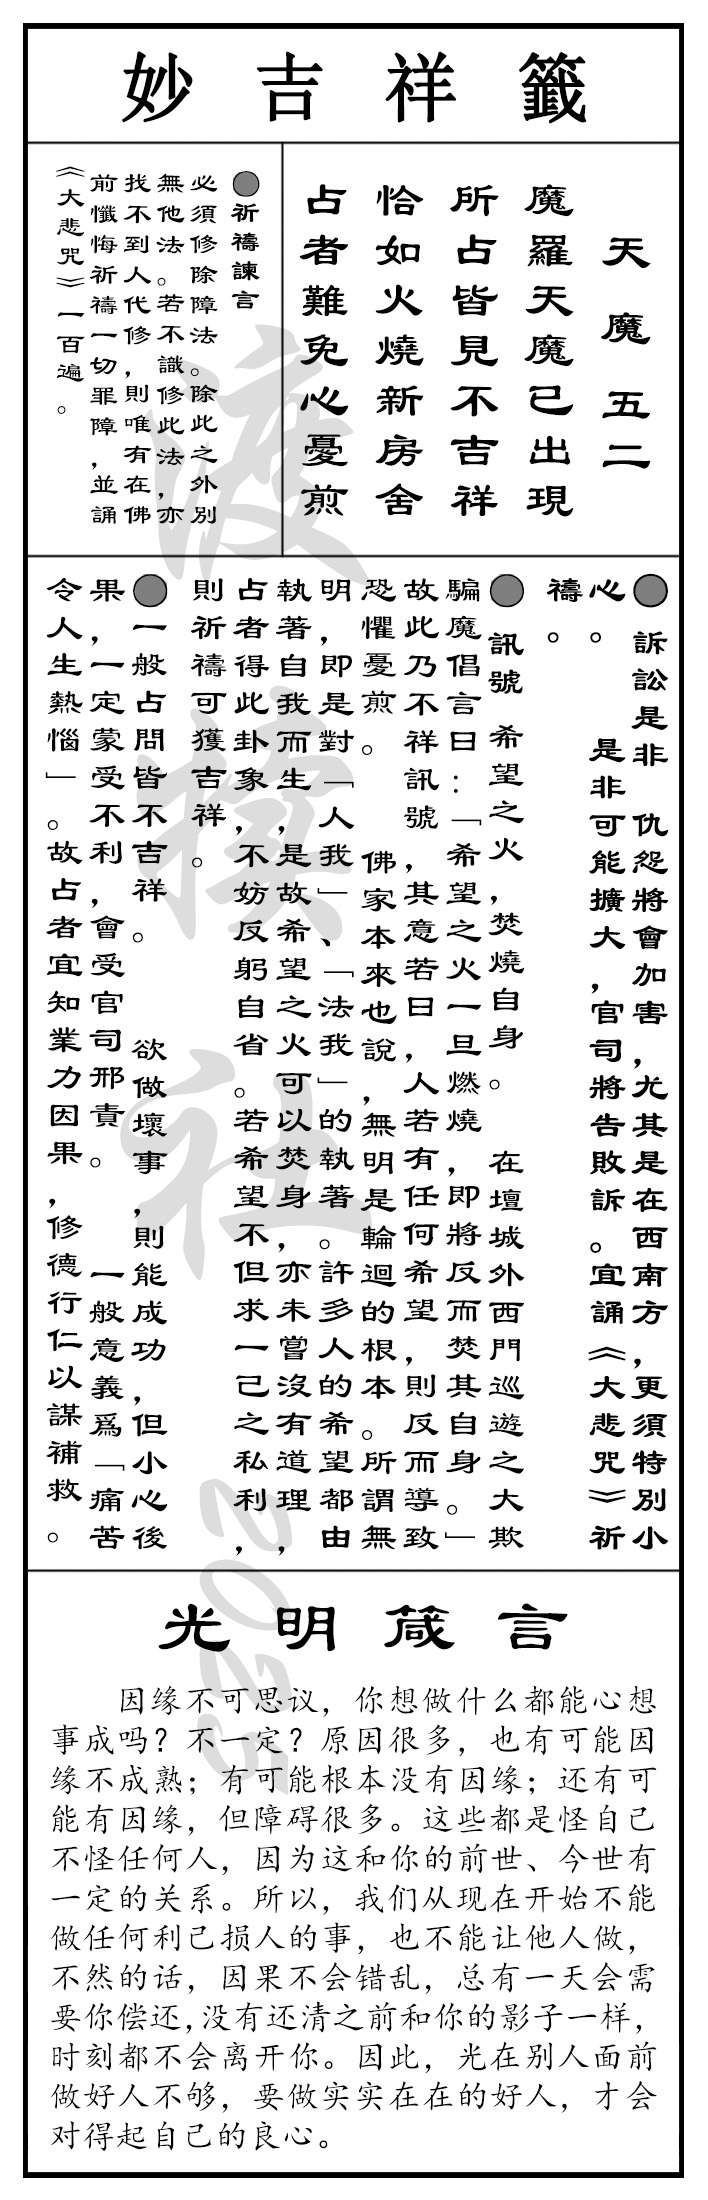 妙吉祥籤
天魔 五二
魔羅天魔已出現
所占皆見不吉祥
恰如火燒新房舍
占者難免心憂煎
●祈禱諫言
必須修除障法。除此之外別
無他法。若不識修此法，亦
找不到人代修，則唯有在佛
前懺悔祈禱一切罪障，並誦
《大悲咒》一百遍。
● 訴訟是非 仇怨將會加害，尤其是在西南方，更須特別小
心。 是非可能擴大，官司將告敗訴。宜誦《大悲咒》祈
禱。
● 訊號 希望之火，焚燒自身。 在壇城外西門巡遊之大欺
騙魔倡言曰：「希望之火一旦燃燒，即將反而焚其自身。」
故此乃不祥訊號，其意若曰，人若有任何希望，則反而導致
恐懼憂煎。 佛家本來也說，無明是輪迴的根本。所謂無
明，即是對「人我」、「法我」的執著。許多人的希望都由
執著自我而生，是故希望之火可以焚身，亦未嘗沒有道理，
占者得此卦象，不妨反躬自省。若希望不但求一己之私利，
則祈禱可獲吉祥。
●一般占問皆不吉祥。 欲做壞事，則能成功，但小心後
果，一定蒙受不利，會受官司邢責。 一般意義爲「痛苦
令人生熱惱」。故占者宜知業力因果，修德行仁以謀補救。
光明箴言
因缘不可思议，你想做什么都能心想
事成吗？不一定？原因很多，也有可能因
缘不成熟；有可能根本没有因缘；还有可
能有因缘，但障碍很多。这些都是怪自己
不怪任何人，因为这和你的前世、今世有
一定的关系。所以，我们从现在开始不能
做任何利己损人的事，也不能让他人做，
不然的话，因果不会错乱，总有一天会需
要你偿还,没有还清之前和你的影子一样，
时刻都不会离开你。因此，光在别人面前
做好人不够，要做实实在在的好人，才会
对得起自己的良心。
渡
社
2025